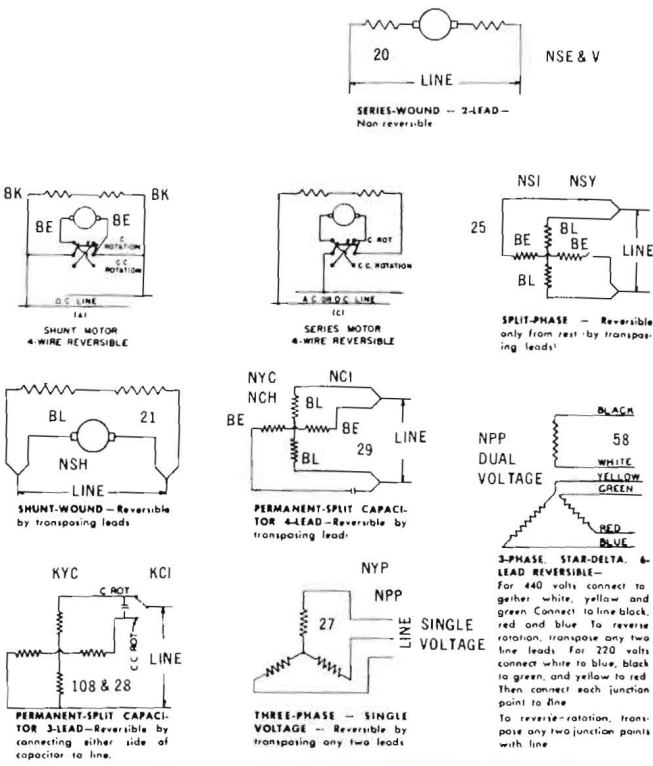 20
NSE & V
LINE
SERIES-WOUND — 2-LEAD—
Non reversible
BK
BK
BE
BE
C
ROTATION
C C
ROTATION
D.C. LINE
(A)
SHUNT MOTOR
4-WIRE REVERSIBLE
C ROT
C.C. ROTATION
A.C. OR D.C. LINE
(C)
SERIES MOTOR
4-WIRE REVERSIBLE
NSI NSY
25
BL
BE
BE
BL
LINE
SPLIT-PHASE — Reversible
only from rest (by transpos-
ing leads)
BL
21
NSH
LINE
SHUNT-WOUND—Reversible
by transposing leads
NYC NCI
NCH
BL
BE
BE
29
BL
LINE
PERMANENT-SPLIT CAPACI-
TOR 4-LEAD—Reversible by
transposing leads
BLACK
NPP
DUAL
VOLTAGE
58
WHITE
YELLOW
GREEN
RED
BLUE
3-PHASE, STAR-DELTA, 6-
LEAD REVERSIBLE—
For 440 volts connect to
gether white, yellow and
green Connect to line black,
red and blue To reverse
rotation, transpose any two
line leads For 220 volts
connect white to blue, black
to green, and yellow to red
Then connect each junction
point to line
To reverse rotation, trans-
pose any two junction points
with line
KYC KCI
C ROT
C C ROT
LINE
108 & 28
PERMANENT-SPLIT CAPACI-
TOR 3-LEAD—Reversible by
connecting either side of
capacitor to line.
NYP
NPP
27
LINE
SINGLE
VOLTAGE
THREE-PHASE — SINGLE
VOLTAGE — Reversible by
transposing any two leads